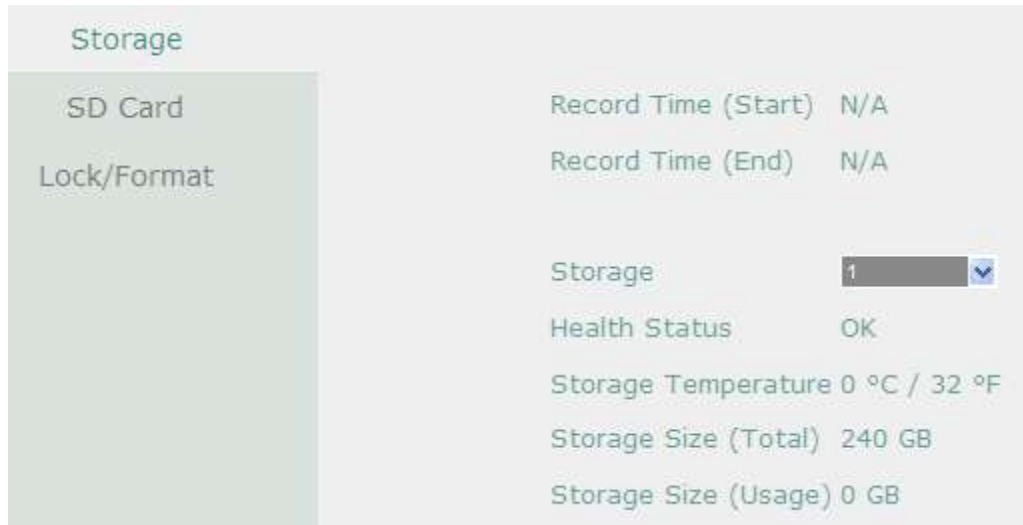 Storage
SD Card
Lock/Format
Record Time (Start) N/A
Record Time (End) N/A
Storage 1
Health Status OK
Storage Temperature 0 °C / 32 °F
Storage Size (Total) 240 GB
Storage Size (Usage) 0 GB